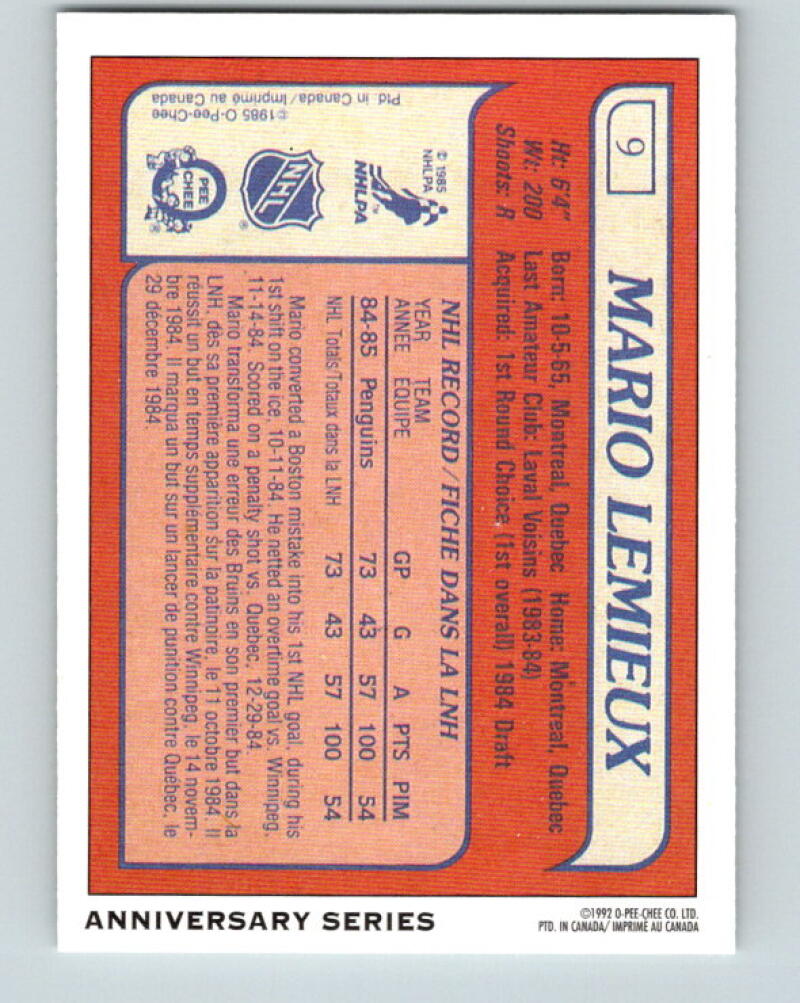 9
MARIO LEMIEUX
Ht: 6'4" Born: 10-5-65, Montreal, Quebec Home: Montreal, Quebec
Wt: 200 Last Amateur Club: Laval Voisins (1983-84)
Shoots: R Acquired: 1st Round Choice (1st overall) 1984 Draft
© 1985
NHLPA
NHLPA
™
NHL
®
O
PEE
CHEE
®
©1985 O-Pee-Chee
Ptd. in Canada/Imprimé au Canada
NHL RECORD/FICHE DANS LA LNH
YEAR TEAM
ANNEE EQUIPE GP G A PTS PIM
84-85 Penguins 73 43 57 100 54
NHL Totals/Totaux dans la LNH 73 43 57 100 54
Mario converted a Boston mistake into his 1st NHL goal, during his
1st shift on the ice, 10-11-84. He netted an overtime goal vs. Winnipeg,
11-14-84. Scored on a penalty shot vs. Quebec, 12-29-84.
Mario transforma une erreur des Bruins en son premier but dans la
LNH, dès sa première apparition sur la patinoire, le 11 octobre 1984. Il
réussit un but en temps supplémentaire contre Winnipeg, le 14 novem-
bre 1984. Il marqua un but sur un lancer de punition contre Québec, le
29 décembre 1984.
ANNIVERSARY SERIES
©1992 O-PEE-CHEE CO. LTD.
PTD. IN CANADA/ IMPRIMÉ AU CANADA